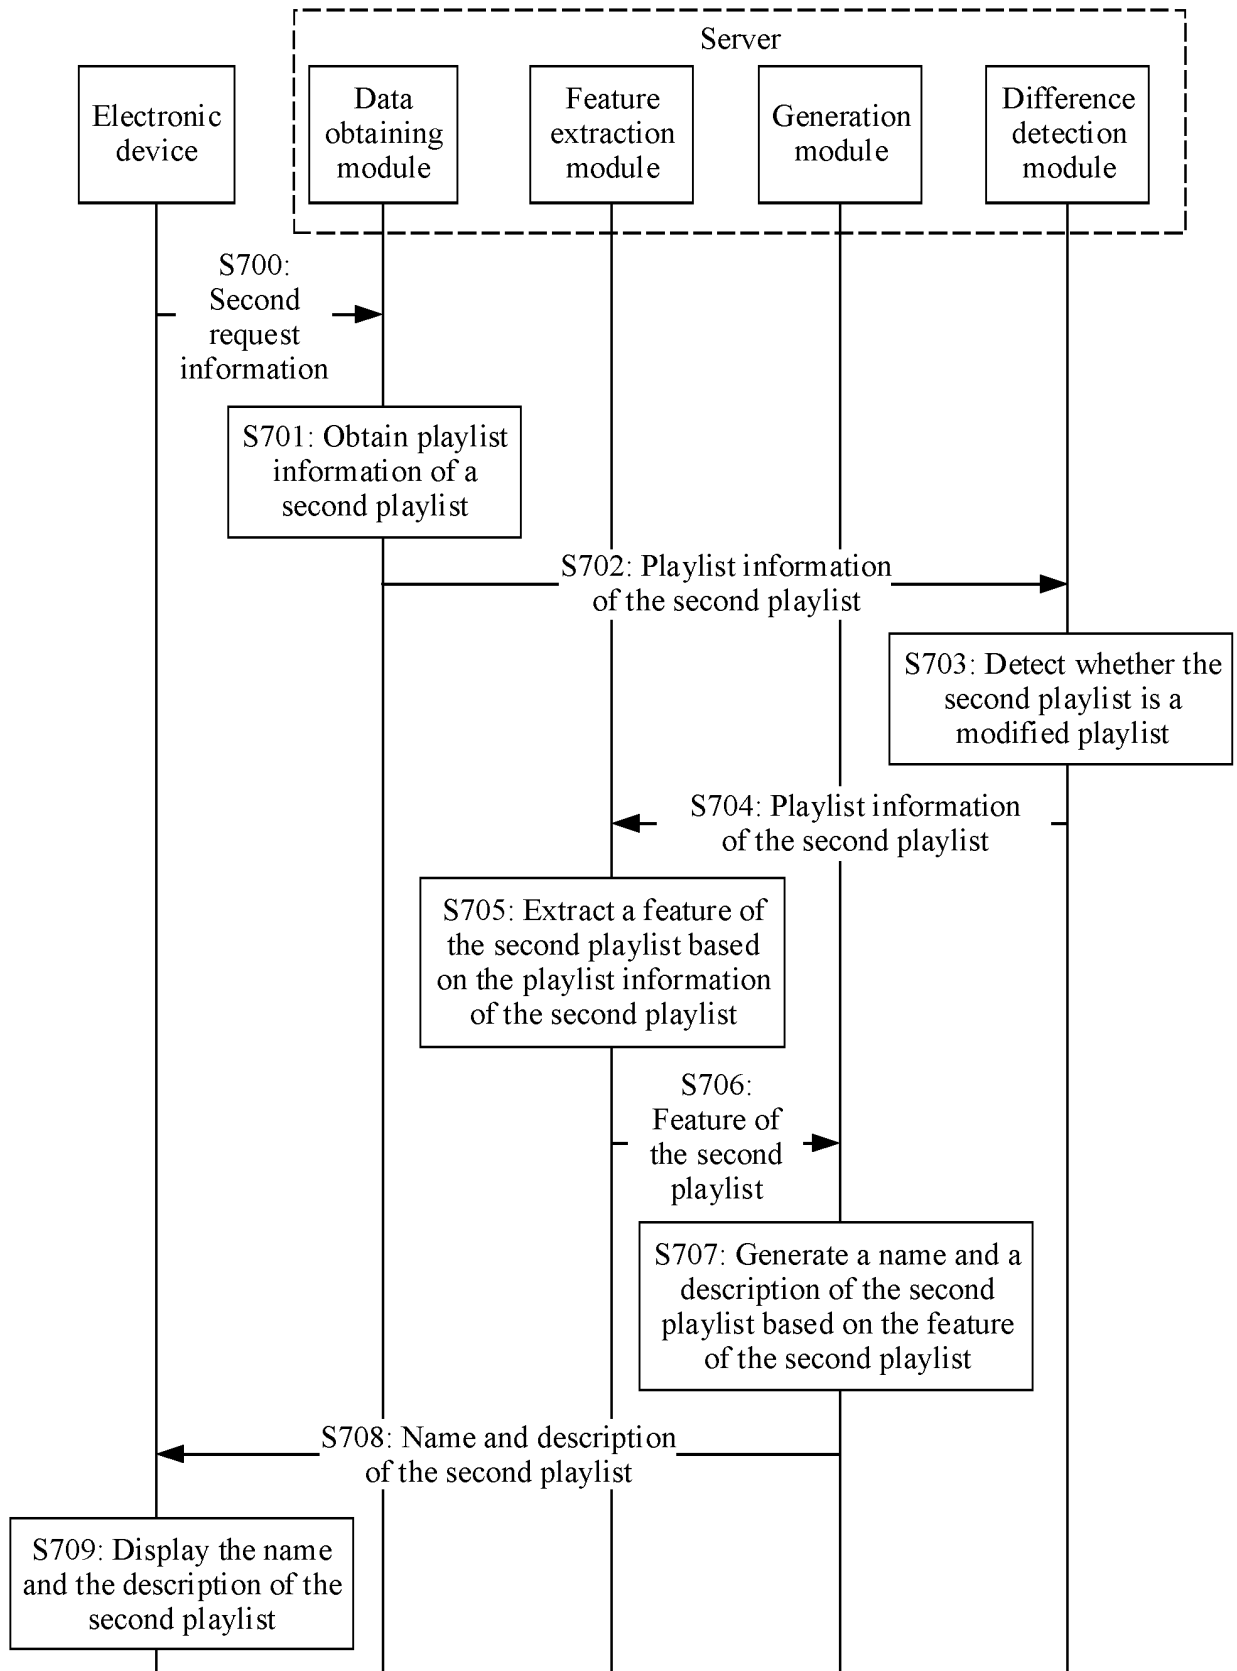 Server
Electronic
device
Data
obtaining
module
Feature
extraction
module
Generation
module
Difference
detection
module
S700:
Second
request
information
S701: Obtain playlist
information of a
second playlist
S702: Playlist information
of the second playlist
S703: Detect whether the
second playlist is a
modified playlist
S704: Playlist information
of the second playlist
S705: Extract a feature of
the second playlist based
on the playlist information
of the second playlist
S706:
Feature of
the second
playlist
S707: Generate a name and a
description of the second
playlist based on the feature
of the second playlist
S708: Name and description
of the second playlist
S709: Display the name
and the description of the
second playlist